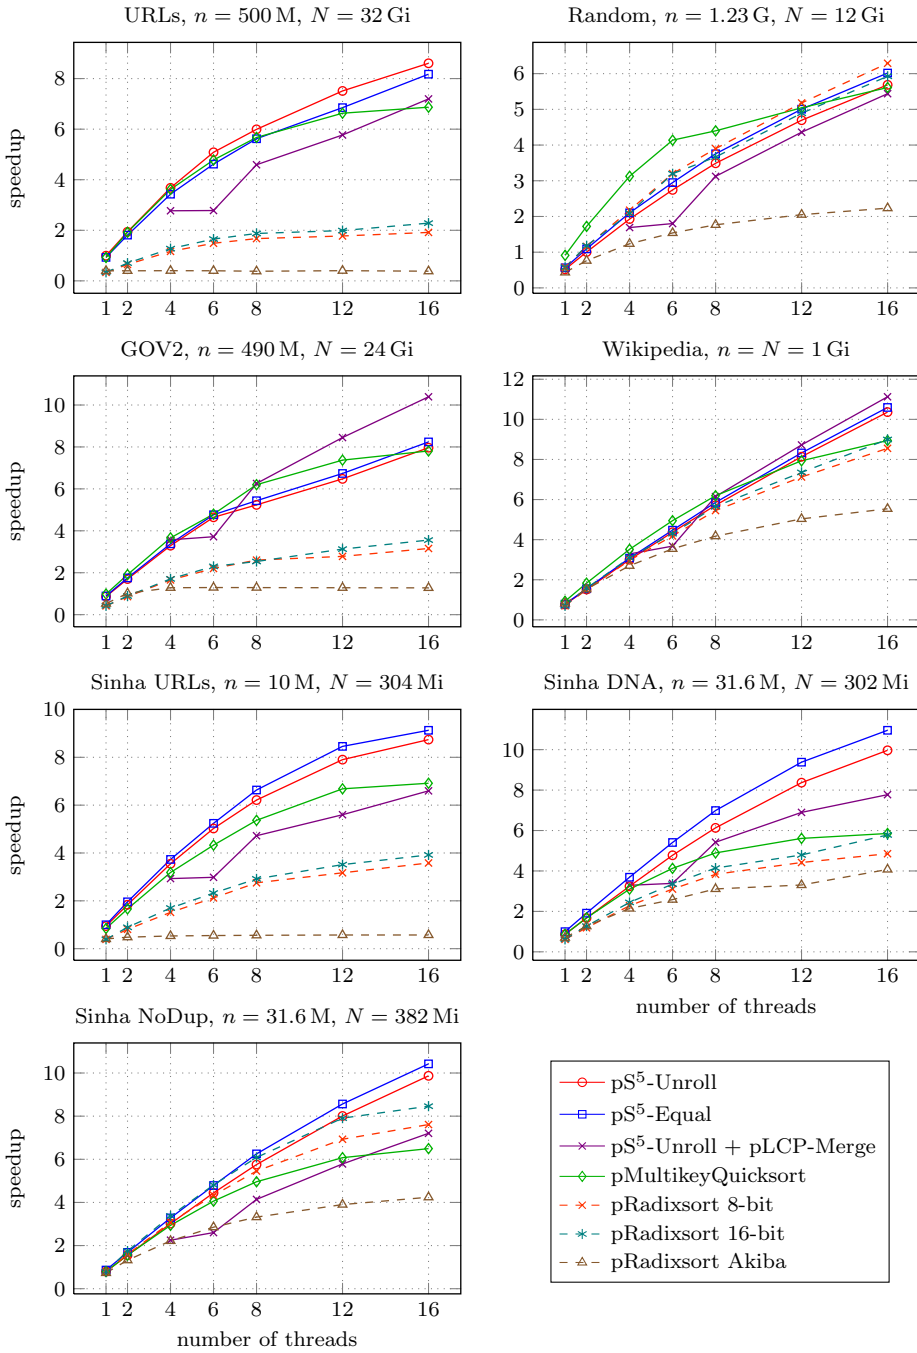 URLs, n = 500 M, N = 32 Gi
speedup
8
6
4
2
0
1 2 4 6 8 12 16
Random, n = 1.23 G, N = 12 Gi
6
5
4
3
2
1
0
1 2 4 6 8 12 16
GOV2, n = 490 M, N = 24 Gi
speedup
10
8
6
4
2
0
1 2 4 6 8 12 16
Wikipedia, n = N = 1 Gi
12
10
8
6
4
2
0
1 2 4 6 8 12 16
Sinha URLs, n = 10 M, N = 304 Mi
speedup
10
8
6
4
2
0
1 2 4 6 8 12 16
Sinha DNA, n = 31.6 M, N = 302 Mi
10
8
6
4
2
0
1 2 4 6 8 12 16
number of threads
Sinha NoDup, n = 31.6 M, N = 382 Mi
speedup
10
8
6
4
2
0
1 2 4 6 8 12 16
number of threads
pS⁵-Unroll
pS⁵-Equal
pS⁵-Unroll + pLCP-Merge
pMultikeyQuicksort
pRadixsort 8-bit
pRadixsort 16-bit
pRadixsort Akiba